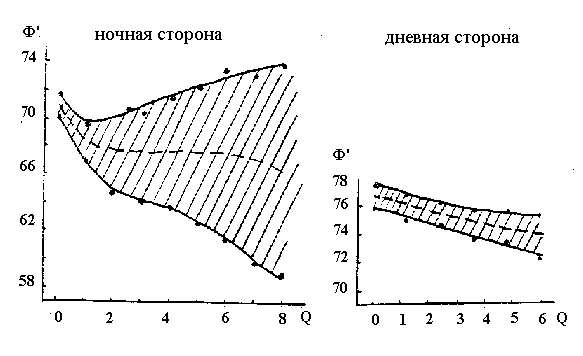 Φ' ночная сторона
74
70
66
62
58
0 2 4 6 8 Q
дневная сторона
Φ'
78
76
74
72
70
0 1 2 3 4 5 6 Q